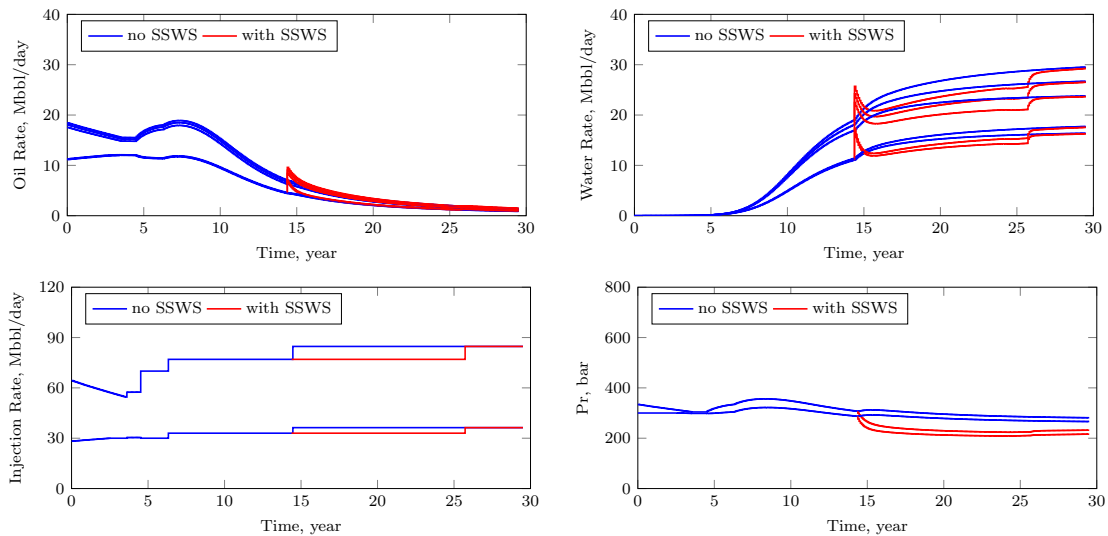 Oil Rate, Mbbl/day
40
30
20
10
0
no SSWS with SSWS
0 5 10 15 20 25 30
Time, year
Water Rate, Mbbl/day
40
30
20
10
0
no SSWS with SSWS
0 5 10 15 20 25 30
Time, year
Injection Rate, Mbbl/day
120
90
60
30
0
no SSWS with SSWS
0 5 10 15 20 25 30
Time, year
Pr, bar
800
600
400
200
0
no SSWS with SSWS
0 5 10 15 20 25 30
Time, year